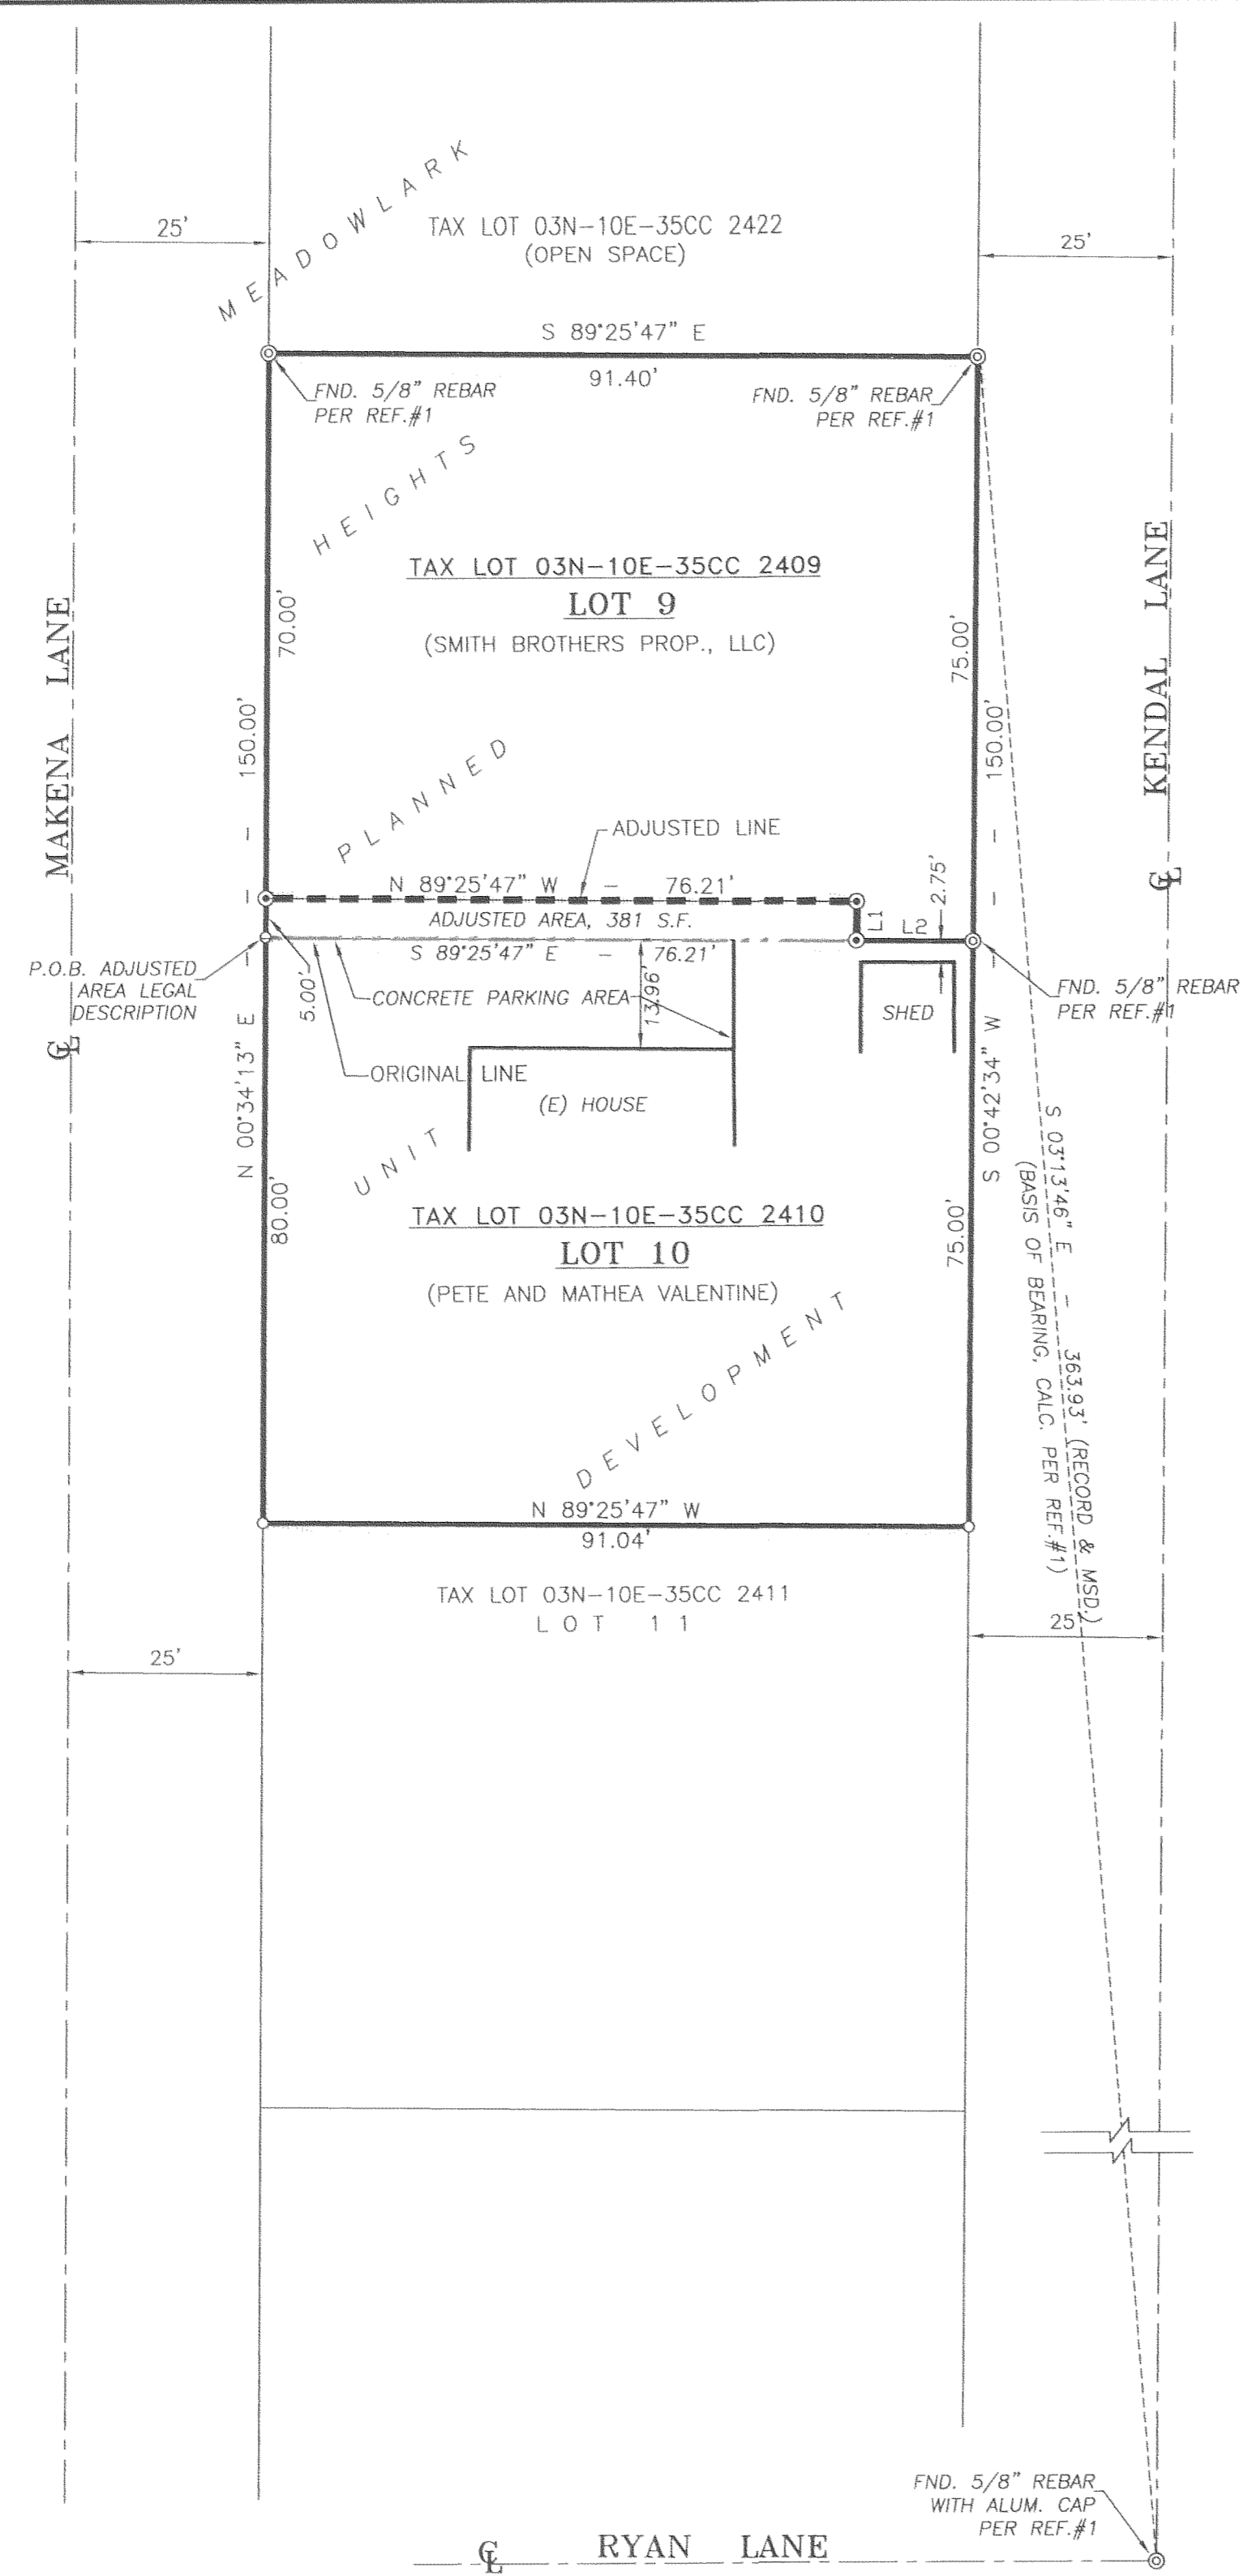 MEADOWLARK
25'
TAX LOT 03N-10E-35CC 2422
(OPEN SPACE)
25'
S 89°25'47" E
91.40'
FND. 5/8" REBAR
PER REF.#1
FND. 5/8" REBAR
PER REF.#1
HEIGHTS
TAX LOT 03N-10E-35CC 2409
LOT 9
(SMITH BROTHERS PROP., LLC)
MAKENA LANE
KENDAL LANE
70.00'
75.00'
150.00'
150.00'
PLANNED
ADJUSTED LINE
N 89°25'47" W - 76.21'
ADJUSTED AREA, 381 S.F.
L1
L2
2.75'
S 89°25'47" E - 76.21'
P.O.B. ADJUSTED
AREA LEGAL
DESCRIPTION
5.00'
CONCRETE PARKING AREA
13.96'
SHED
FND. 5/8" REBAR
PER REF.#1
ORIGINAL LINE
(E) HOUSE
N 00°34'13" E
S 00°42'34" W
UNIT
80.00'
75.00'
TAX LOT 03N-10E-35CC 2410
LOT 10
(PETE AND MATHEA VALENTINE)
S 03°13'46" E - 363.93' (RECORD & MSD.)
(BASIS OF BEARING, CALC. PER REF.#1)
DEVELOPMENT
N 89°25'47" W
91.04'
TAX LOT 03N-10E-35CC 2411
LOT 11
25'
25'
FND. 5/8" REBAR
WITH ALUM. CAP
PER REF.#1
RYAN LANE